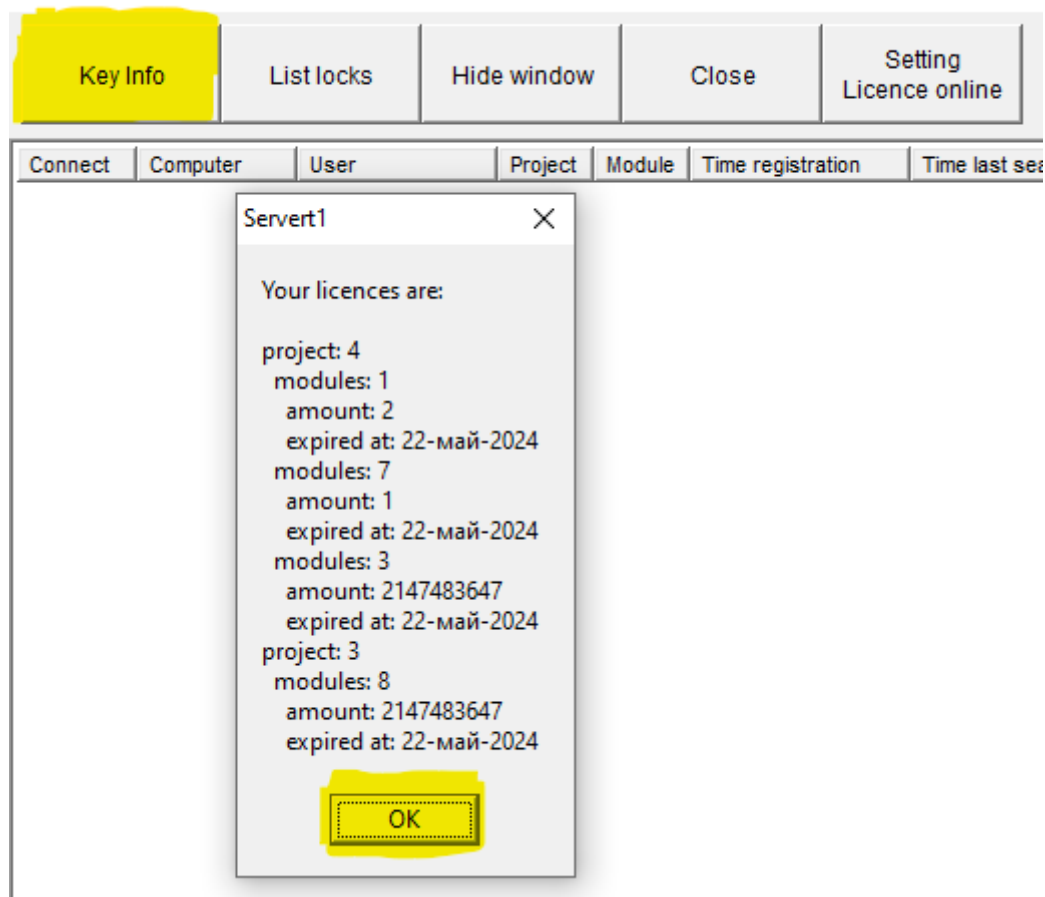 Key Info
List locks
Hide window
Close
Setting
Licence online
Connect Computer User Project Module Time registration Time last sea
Servert1
Your licences are:
project: 4
modules: 1
amount: 2
expired at: 22-май-2024
modules: 7
amount: 1
expired at: 22-май-2024
modules: 3
amount: 2147483647
expired at: 22-май-2024
project: 3
modules: 8
amount: 2147483647
expired at: 22-май-2024
OK